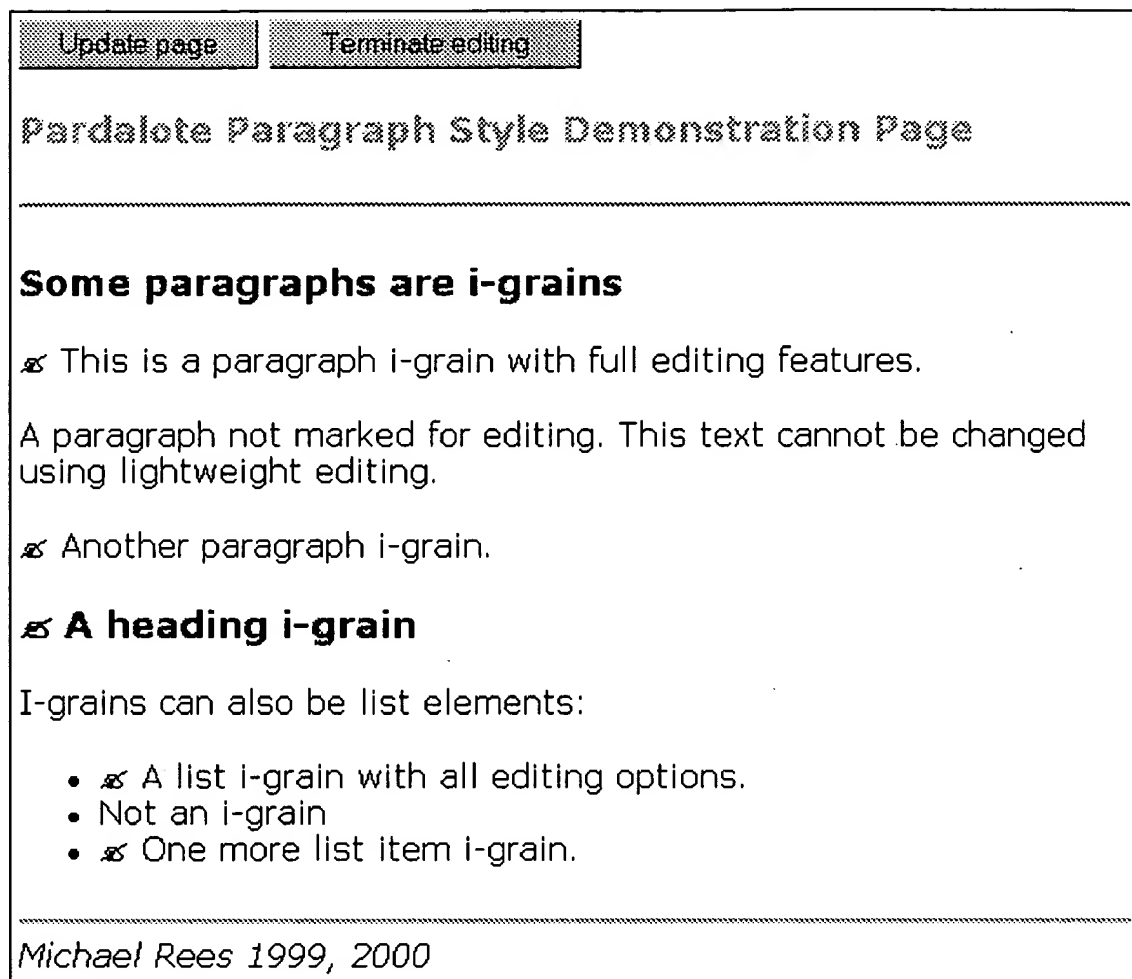 Update page Terminate editing
Pardalote Paragraph Style Demonstration Page
Some paragraphs are i-grains
This is a paragraph i-grain with full editing features.
A paragraph not marked for editing. This text cannot be changed
using lightweight editing.
Another paragraph i-grain.
A heading i-grain
I-grains can also be list elements:
• A list i-grain with all editing options.
• Not an i-grain
• One more list item i-grain.
Michael Rees 1999, 2000